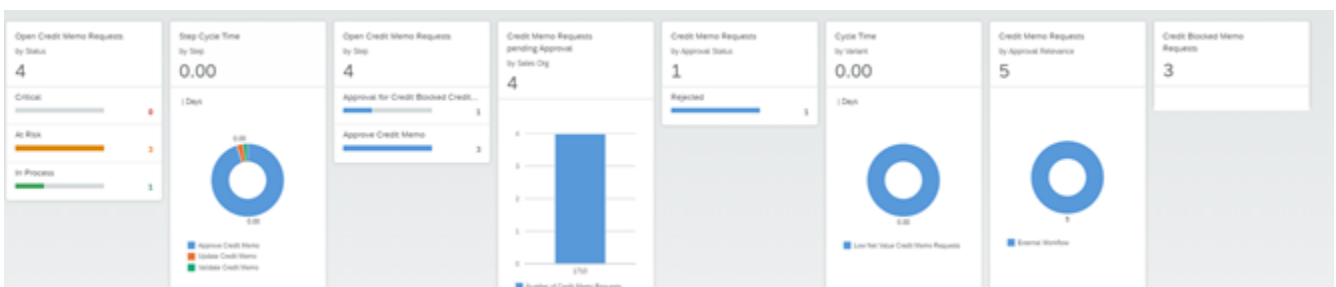 Open Credit Memo Requests
by Status
4
Critical
0
At Risk
3
In Process
1
Step Cycle Time
by Step
0.00
| Days
0.00
0.00
Approve Credit Memo
Update Credit Memo
Validate Credit Memo
Open Credit Memo Requests
by Step
4
Approval for Credit Blocked Credit...
1
Approve Credit Memo
3
Credit Memo Requests
pending Approval
by Sales Org
4
4
3
2
1
0
1710
Number of Credit Memo Requests
Credit Memo Requests
by Approval Status
1
Rejected
1
Cycle Time
by Variant
0.00
| Days
0.00
Low Net Value Credit Memo Requests
Credit Memo Requests
by Approval Relevance
5
5
External Workflow
Credit Blocked Memo
Requests
3